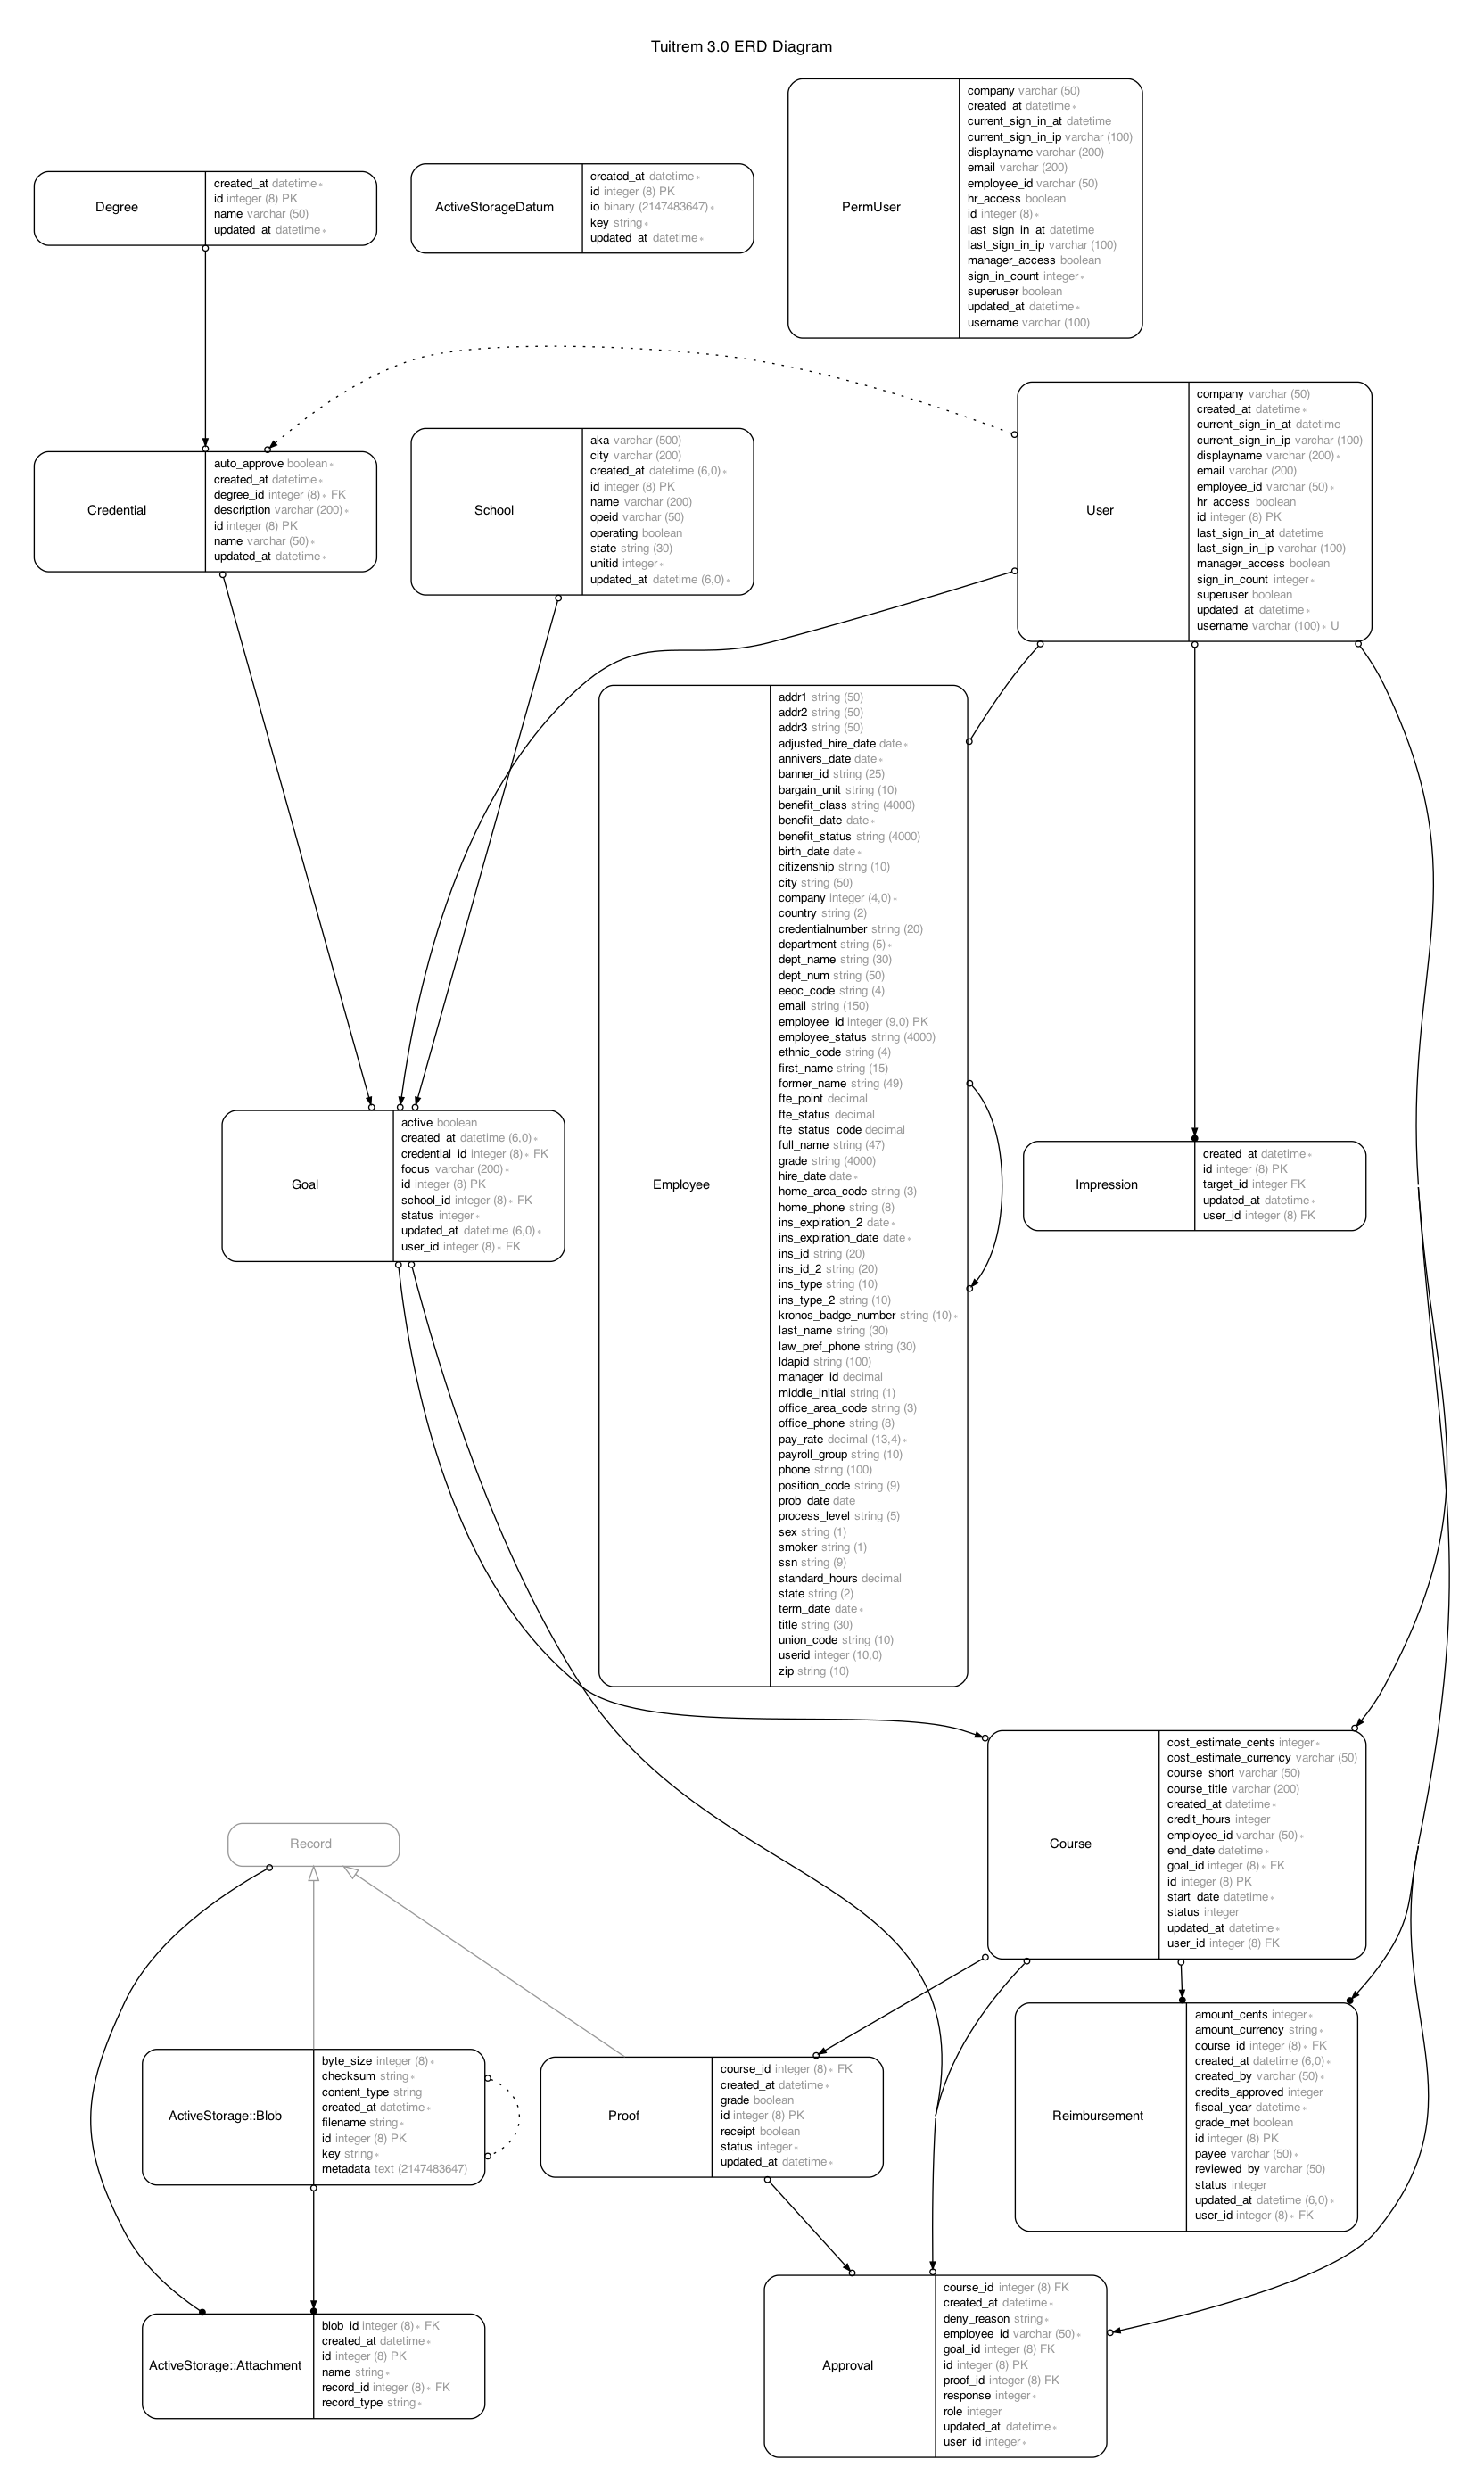 Tuitrem 3.0 ERD Diagram
PermUser
company varchar (50)
created_at datetime ∗
current_sign_in_at datetime
current_sign_in_ip varchar (100)
displayname varchar (200)
email varchar (200)
employee_id varchar (50)
hr_access boolean
id integer (8) ∗
last_sign_in_at datetime
last_sign_in_ip varchar (100)
manager_access boolean
sign_in_count integer ∗
superuser boolean
updated_at datetime ∗
username varchar (100)
Degree
created_at datetime ∗
id integer (8) PK
name varchar (50)
updated_at datetime ∗
ActiveStorageDatum
created_at datetime ∗
id integer (8) PK
io binary (2147483647) ∗
key string ∗
updated_at datetime ∗
User
company varchar (50)
created_at datetime ∗
current_sign_in_at datetime
current_sign_in_ip varchar (100)
displayname varchar (200) ∗
email varchar (200)
employee_id varchar (50) ∗
hr_access boolean
id integer (8) PK
last_sign_in_at datetime
last_sign_in_ip varchar (100)
manager_access boolean
sign_in_count integer ∗
superuser boolean
updated_at datetime ∗
username varchar (100) ∗ U
Credential
auto_approve boolean ∗
created_at datetime ∗
degree_id integer (8) ∗ FK
description varchar (200) ∗
id integer (8) PK
name varchar (50) ∗
updated_at datetime ∗
School
aka varchar (500)
city varchar (200)
created_at datetime (6,0) ∗
id integer (8) PK
name varchar (200)
opeid varchar (50)
operating boolean
state string (30)
unitid integer ∗
updated_at datetime (6,0) ∗
Employee
addr1 string (50)
addr2 string (50)
addr3 string (50)
adjusted_hire_date date ∗
annivers_date date ∗
banner_id string (25)
bargain_unit string (10)
benefit_class string (4000)
benefit_date date ∗
benefit_status string (4000)
birth_date date ∗
citizenship string (10)
city string (50)
company integer (4,0) ∗
country string (2)
credentialnumber string (20)
department string (5) ∗
dept_name string (30)
dept_num string (50)
eeoc_code string (4)
email string (150)
employee_id integer (9,0) PK
employee_status string (4000)
ethnic_code string (4)
first_name string (15)
former_name string (49)
fte_point decimal
fte_status decimal
fte_status_code decimal
full_name string (47)
grade string (4000)
hire_date date ∗
home_area_code string (3)
home_phone string (8)
ins_expiration_2 date ∗
ins_expiration_date date ∗
ins_id string (20)
ins_id_2 string (20)
ins_type string (10)
ins_type_2 string (10)
kronos_badge_number string (10) ∗
last_name string (30)
law_pref_phone string (30)
ldapid string (100)
manager_id decimal
middle_initial string (1)
office_area_code string (3)
office_phone string (8)
pay_rate decimal (13,4) ∗
payroll_group string (10)
phone string (100)
position_code string (9)
prob_date date
process_level string (5)
sex string (1)
smoker string (1)
ssn string (9)
standard_hours decimal
state string (2)
term_date date ∗
title string (30)
union_code string (10)
userid integer (10,0)
zip string (10)
Goal
active boolean
created_at datetime (6,0) ∗
credential_id integer (8) ∗ FK
focus varchar (200) ∗
id integer (8) PK
school_id integer (8) ∗ FK
status integer ∗
updated_at datetime (6,0) ∗
user_id integer (8) ∗ FK
Impression
created_at datetime ∗
id integer (8) PK
target_id integer FK
updated_at datetime ∗
user_id integer (8) FK
Course
cost_estimate_cents integer ∗
cost_estimate_currency varchar (50)
course_short varchar (50)
course_title varchar (200)
created_at datetime ∗
credit_hours integer
employee_id varchar (50) ∗
end_date datetime ∗
goal_id integer (8) ∗ FK
id integer (8) PK
start_date datetime ∗
status integer
updated_at datetime ∗
user_id integer (8) FK
Record
ActiveStorage::Blob
byte_size integer (8) ∗
checksum string ∗
content_type string
created_at datetime ∗
filename string ∗
id integer (8) PK
key string ∗
metadata text (2147483647)
Proof
course_id integer (8) ∗ FK
created_at datetime ∗
grade boolean
id integer (8) PK
receipt boolean
status integer ∗
updated_at datetime ∗
Reimbursement
amount_cents integer ∗
amount_currency string ∗
course_id integer (8) ∗ FK
created_at datetime (6,0) ∗
created_by varchar (50) ∗
credits_approved integer
fiscal_year datetime ∗
grade_met boolean
id integer (8) PK
payee varchar (50) ∗
reviewed_by varchar (50)
status integer
updated_at datetime (6,0) ∗
user_id integer (8) ∗ FK
ActiveStorage::Attachment
blob_id integer (8) ∗ FK
created_at datetime ∗
id integer (8) PK
name string ∗
record_id integer (8) ∗ FK
record_type string ∗
Approval
course_id integer (8) FK
created_at datetime ∗
deny_reason string ∗
employee_id varchar (50) ∗
goal_id integer (8) FK
id integer (8) PK
proof_id integer (8) FK
response integer ∗
role integer
updated_at datetime ∗
user_id integer ∗